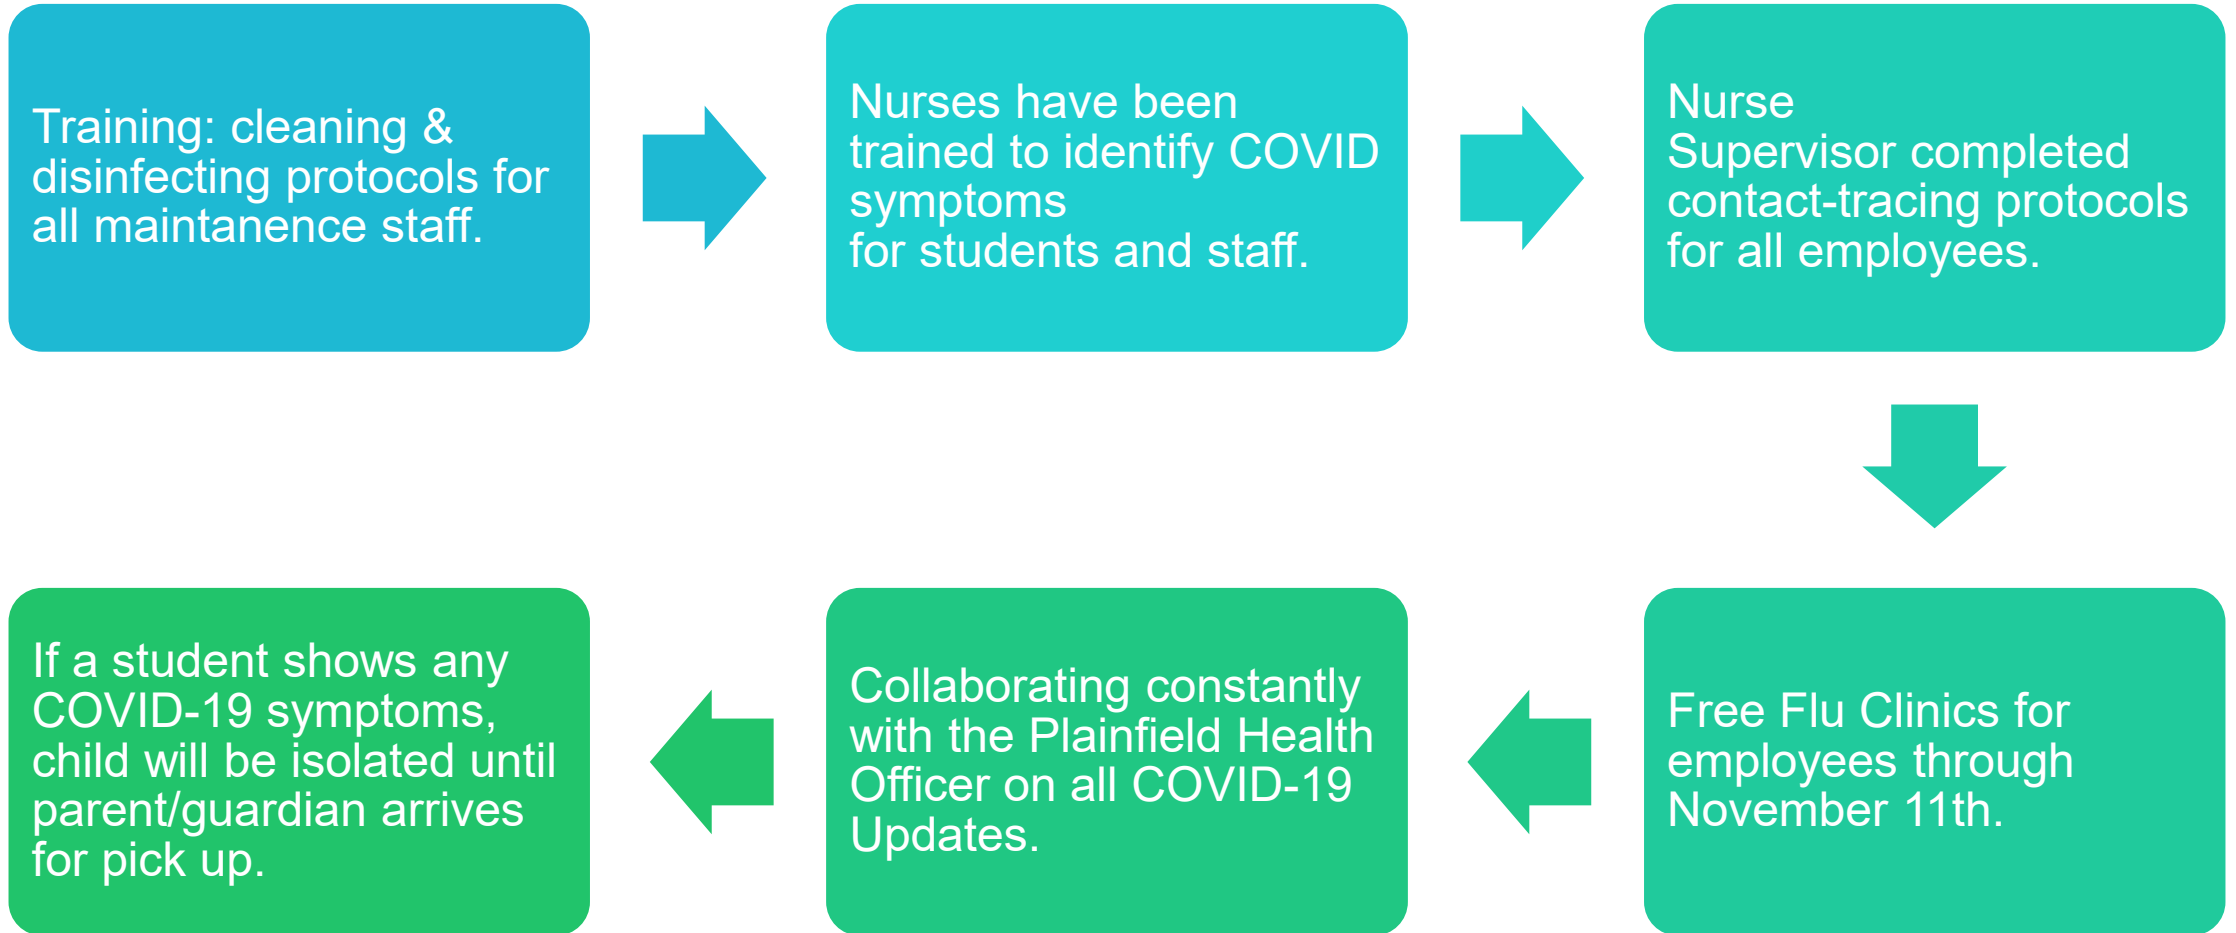 Training: cleaning &
disinfecting protocols for
all maintanence staff.
Nurses have been
trained to identify COVID
symptoms
for students and staff.
Nurse
Supervisor completed
contact-tracing protocols
for all employees.
Free Flu Clinics for
employees through
November 11th.
Collaborating constantly
with the Plainfield Health
Officer on all COVID-19
Updates.
If a student shows any
COVID-19 symptoms,
child will be isolated until
parent/guardian arrives
for pick up.